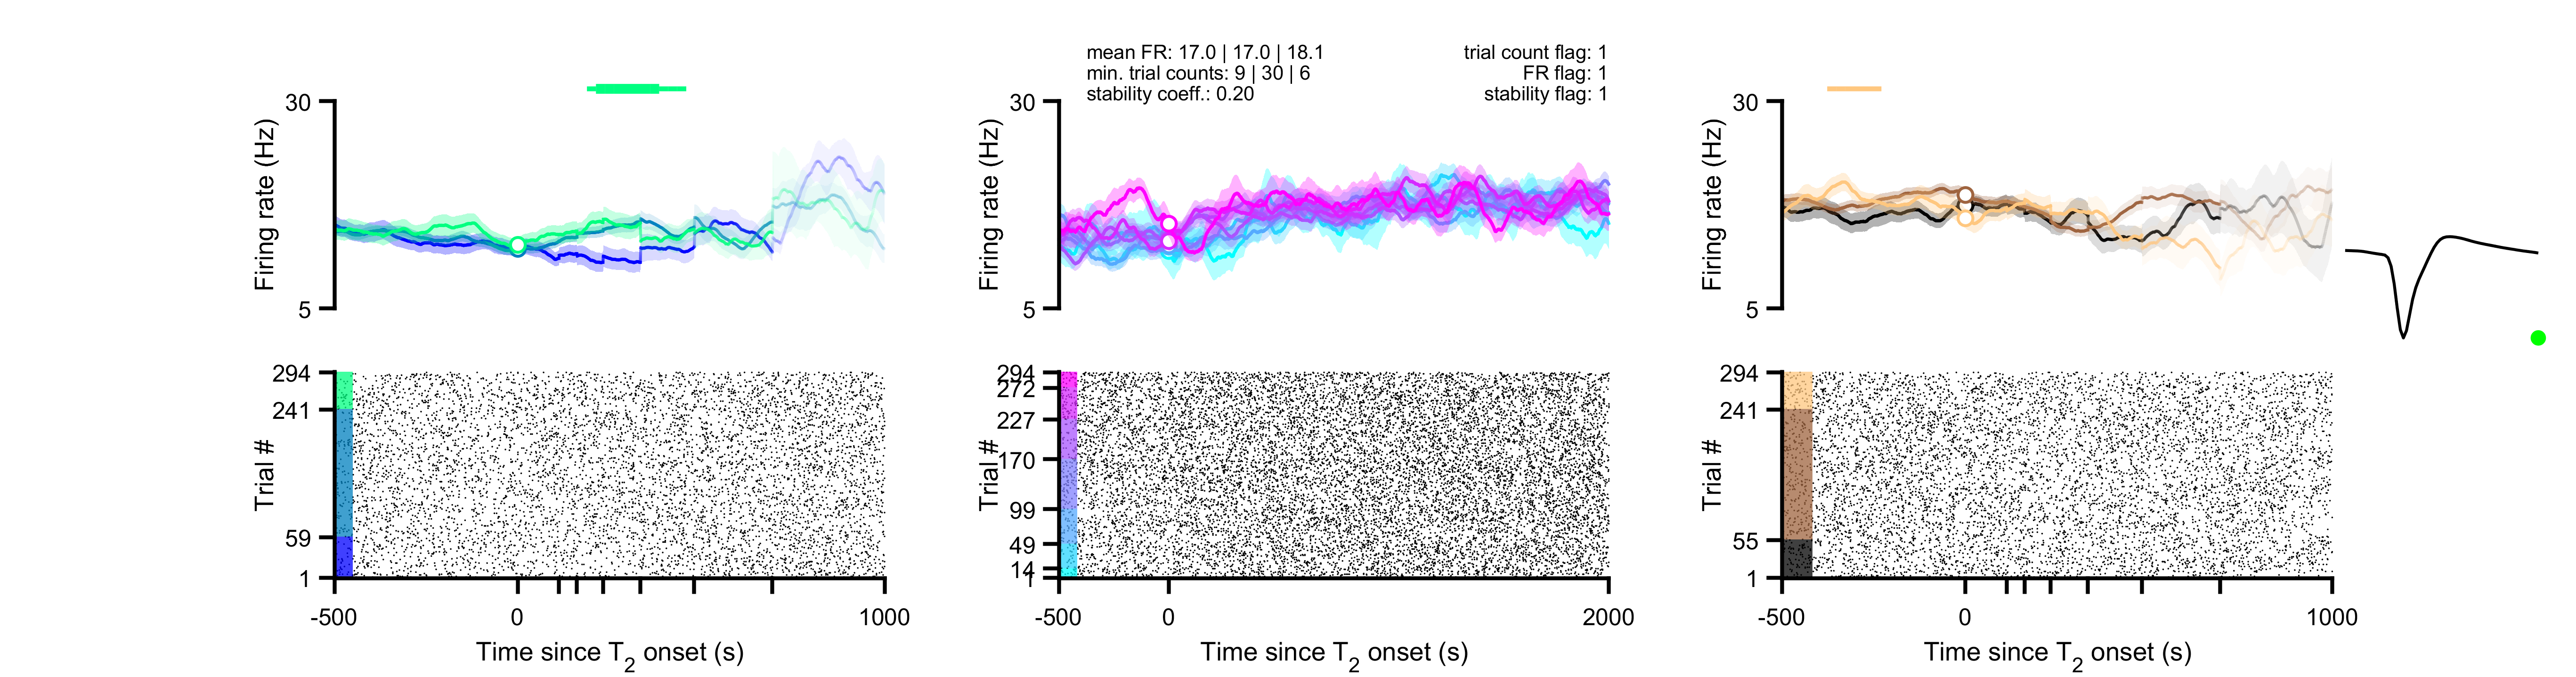 mean FR: 17.0 | 17.0 | 18.1
min. trial counts: 9 | 30 | 6
stability coeff.: 0.20
trial count flag: 1
FR flag: 1
stability flag: 1
30
Firing rate (Hz)
5
294
241
Trial #
59
1
-500
0
1000
Time since T2 onset (s)
30
Firing rate (Hz)
5
294
272
227
Trial #
170
99
49
14
1
-500
0
2000
Time since T2 onset (s)
30
Firing rate (Hz)
5
294
241
Trial #
55
1
-500
0
1000
Time since T2 onset (s)